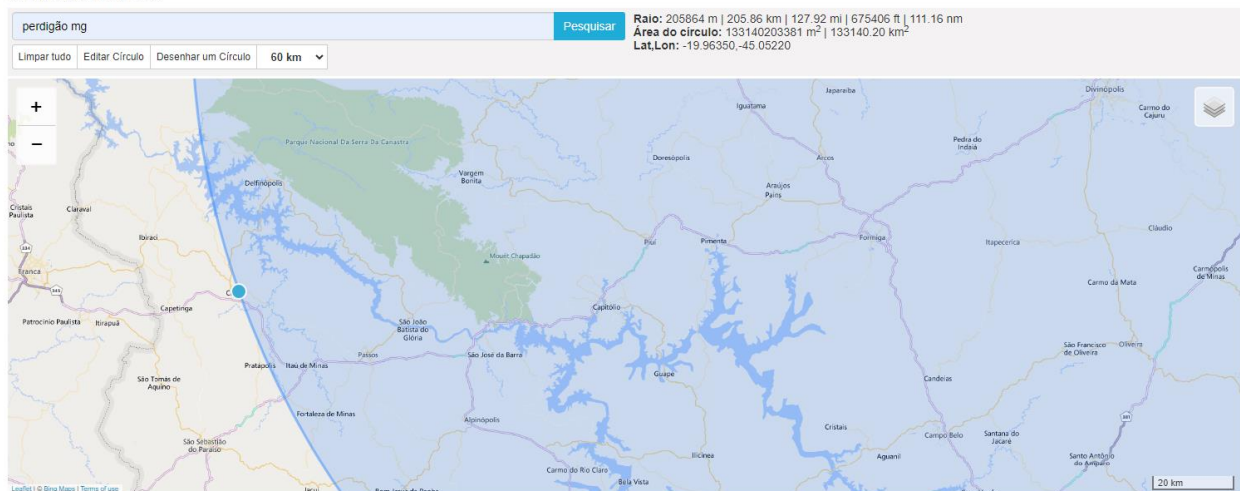 perdigão mg
Pesquisar
Raio: 205864 m | 205.86 km | 127.92 mi | 675406 ft | 111.16 nm
Área do circulo: 133140203381 m² | 133140.20 km²
Lat,Lon: -19.96350,-45.05220
Limpar tudo
Editar Círculo
Desenhar um Círculo
60 km
+
−
Japaraiba
Divinópolis
Iguatama
Carmo do
Cajuru
Parque Nacional Da Serra Da Canastra
Pedra do
Indaiá
Doresópolis
Arcos
Vargem
Bonita
Delfinópolis
Araújos
Pains
Cristais
Paulista
Claraval
Cláudio
Ibiraci
Formiga
Piuí
Pimenta
Itapecerica
Mount Chapadão
Franca
Carmópolis
de Minas
Carmo da Mata
345
C
Capetinga
Capitólio
Patrocínio Paulista
Itirapuã
São João
Batista do
Glória
São Francisco
de Oliveira
Oliveira
Passos
São José da Barra
Pratápolis
Itaú de Minas
Guape
São Tomás de
Aquino
Candeias
Fortaleza de Minas
Alpinópolis
381
Cristais
Campo Belo
Santana do
Jacaré
São Sebastião
do Paraíso
Ilicinea
Aguanil
Santo Antônio
do Amparo
Carmo do Rio Claro
Bela Vista
Jacuí
20 km
Leaflet | © Bing Maps | Terms of use